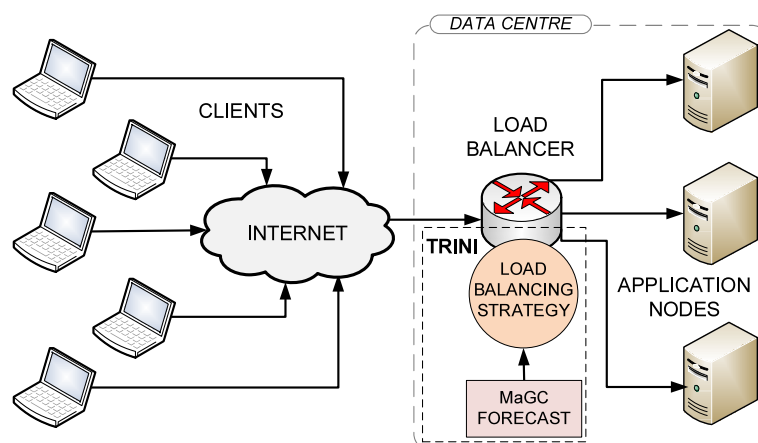 DATA CENTRE
CLIENTS
LOAD
BALANCER
INTERNET
TRINI
LOAD
BALANCING
STRATEGY
APPLICATION
NODES
MaGC
FORECAST